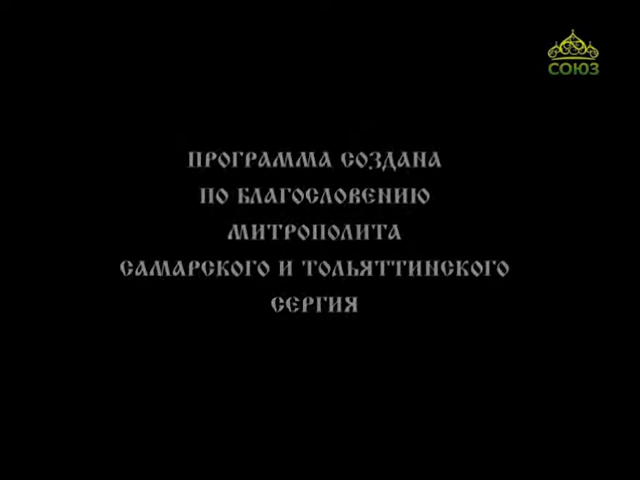 СОЮЗ
ПРОГРАММА СОЗДАНА
ПО БЛАГОСЛОВЕНИЮ
МИТРОПОЛИТА
САМАРСКОГО И ТОЛЬЯТТИНСКОГО
СЕРГИЯ